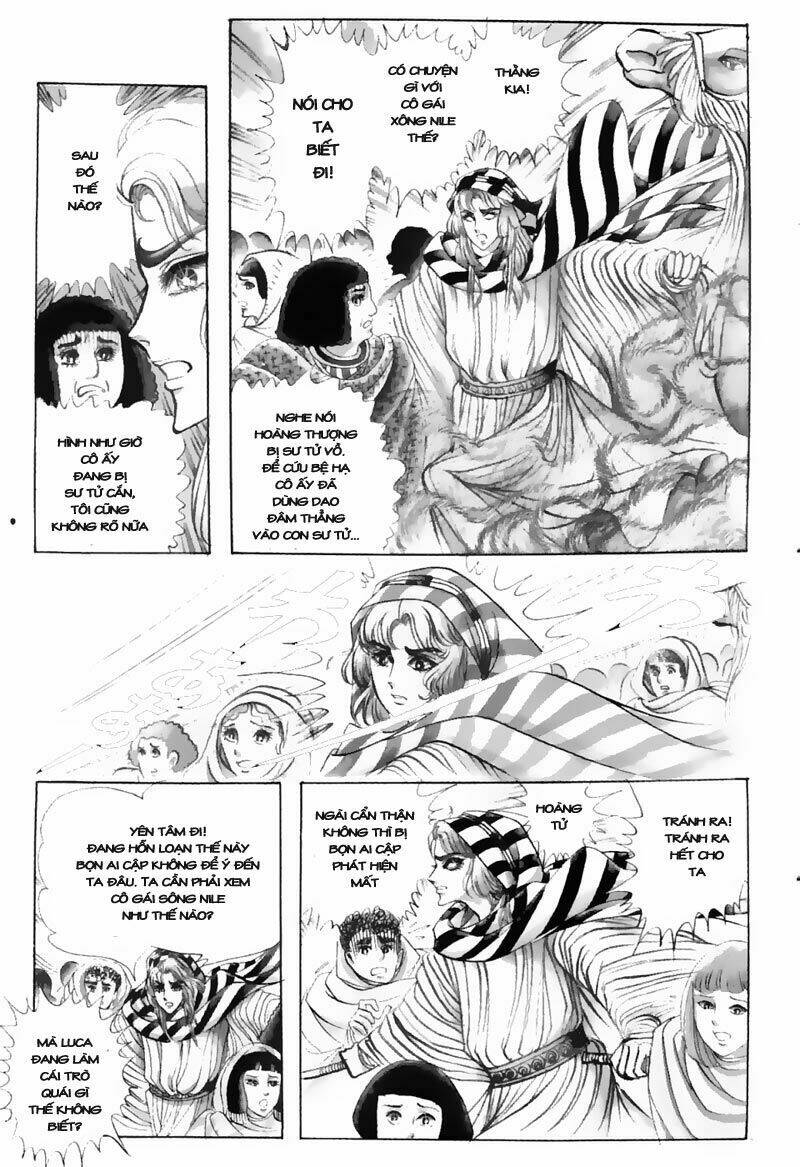 THẰNG
KIA!
CÓ CHUYỆN
GÌ VỚI
CÔ GÁI
XÔNG NILE
THẾ?
NÓI CHO
TA
BIẾT
ĐI!
NGHE NÓI
HOÀNG THƯỢNG
BỊ SƯ TỬ VỒ.
ĐỂ CỨU BỆ HẠ
CÔ ẤY ĐÃ
DÙNG DAO
ĐÂM THẲNG
VÀO CON SƯ TỬ...
SAU
ĐÓ
THẾ
NÀO?
HÌNH NHƯ GIỜ
CÔ ẤY
ĐANG BỊ
SƯ TỬ CẮN,
TÔI CŨNG
KHÔNG RÕ NỮA
TRÁNH RA!
TRÁNH RA
HẾT CHO
TA
HOÀNG
TỬ
NGÀI CẨN THẬN
KHÔNG THÌ BỊ
BỌN AI CẬP
PHÁT HIỆN
MẤT
YÊN TÂM ĐI!
ĐANG HỖN LOẠN THẾ NÀY
BỌN AI CẬP KHÔNG ĐỂ Ý ĐẾN
TA ĐÂU. TA CẦN PHẢI XEM
CÔ GÁI SÔNG NILE
NHƯ THẾ NÀO?
MÀ LUCA
ĐANG LÀM
CÁI TRÒ
QUÁI GÌ
THẾ KHÔNG
BIẾT?